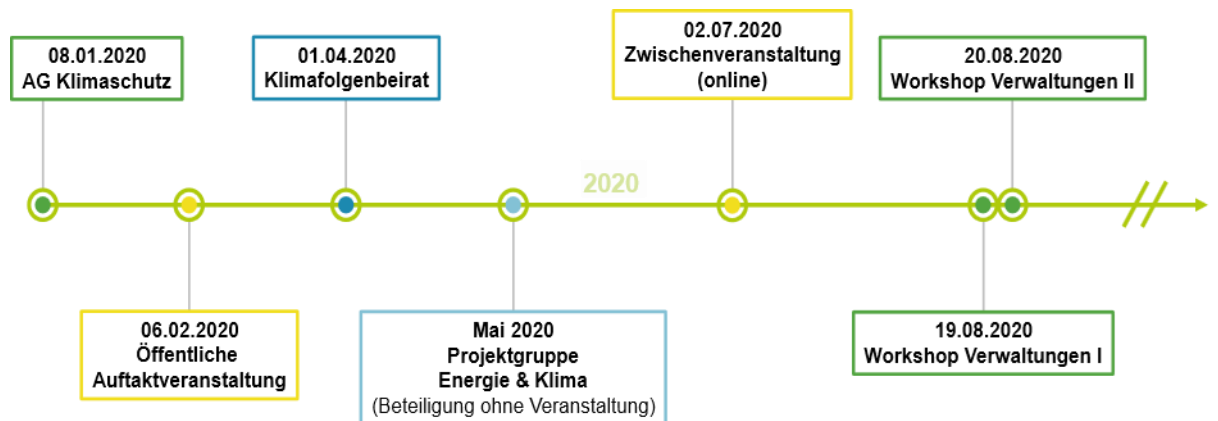 08.01.2020
AG Klimaschutz
01.04.2020
Klimafolgenbeirat
02.07.2020
Zwischenveranstaltung
(online)
20.08.2020
Workshop Verwaltungen II
2020
06.02.2020
Öffentliche
Auftaktveranstaltung
Mai 2020
Projektgruppe
Energie & Klima
(Beteiligung ohne Veranstaltung)
19.08.2020
Workshop Verwaltungen I